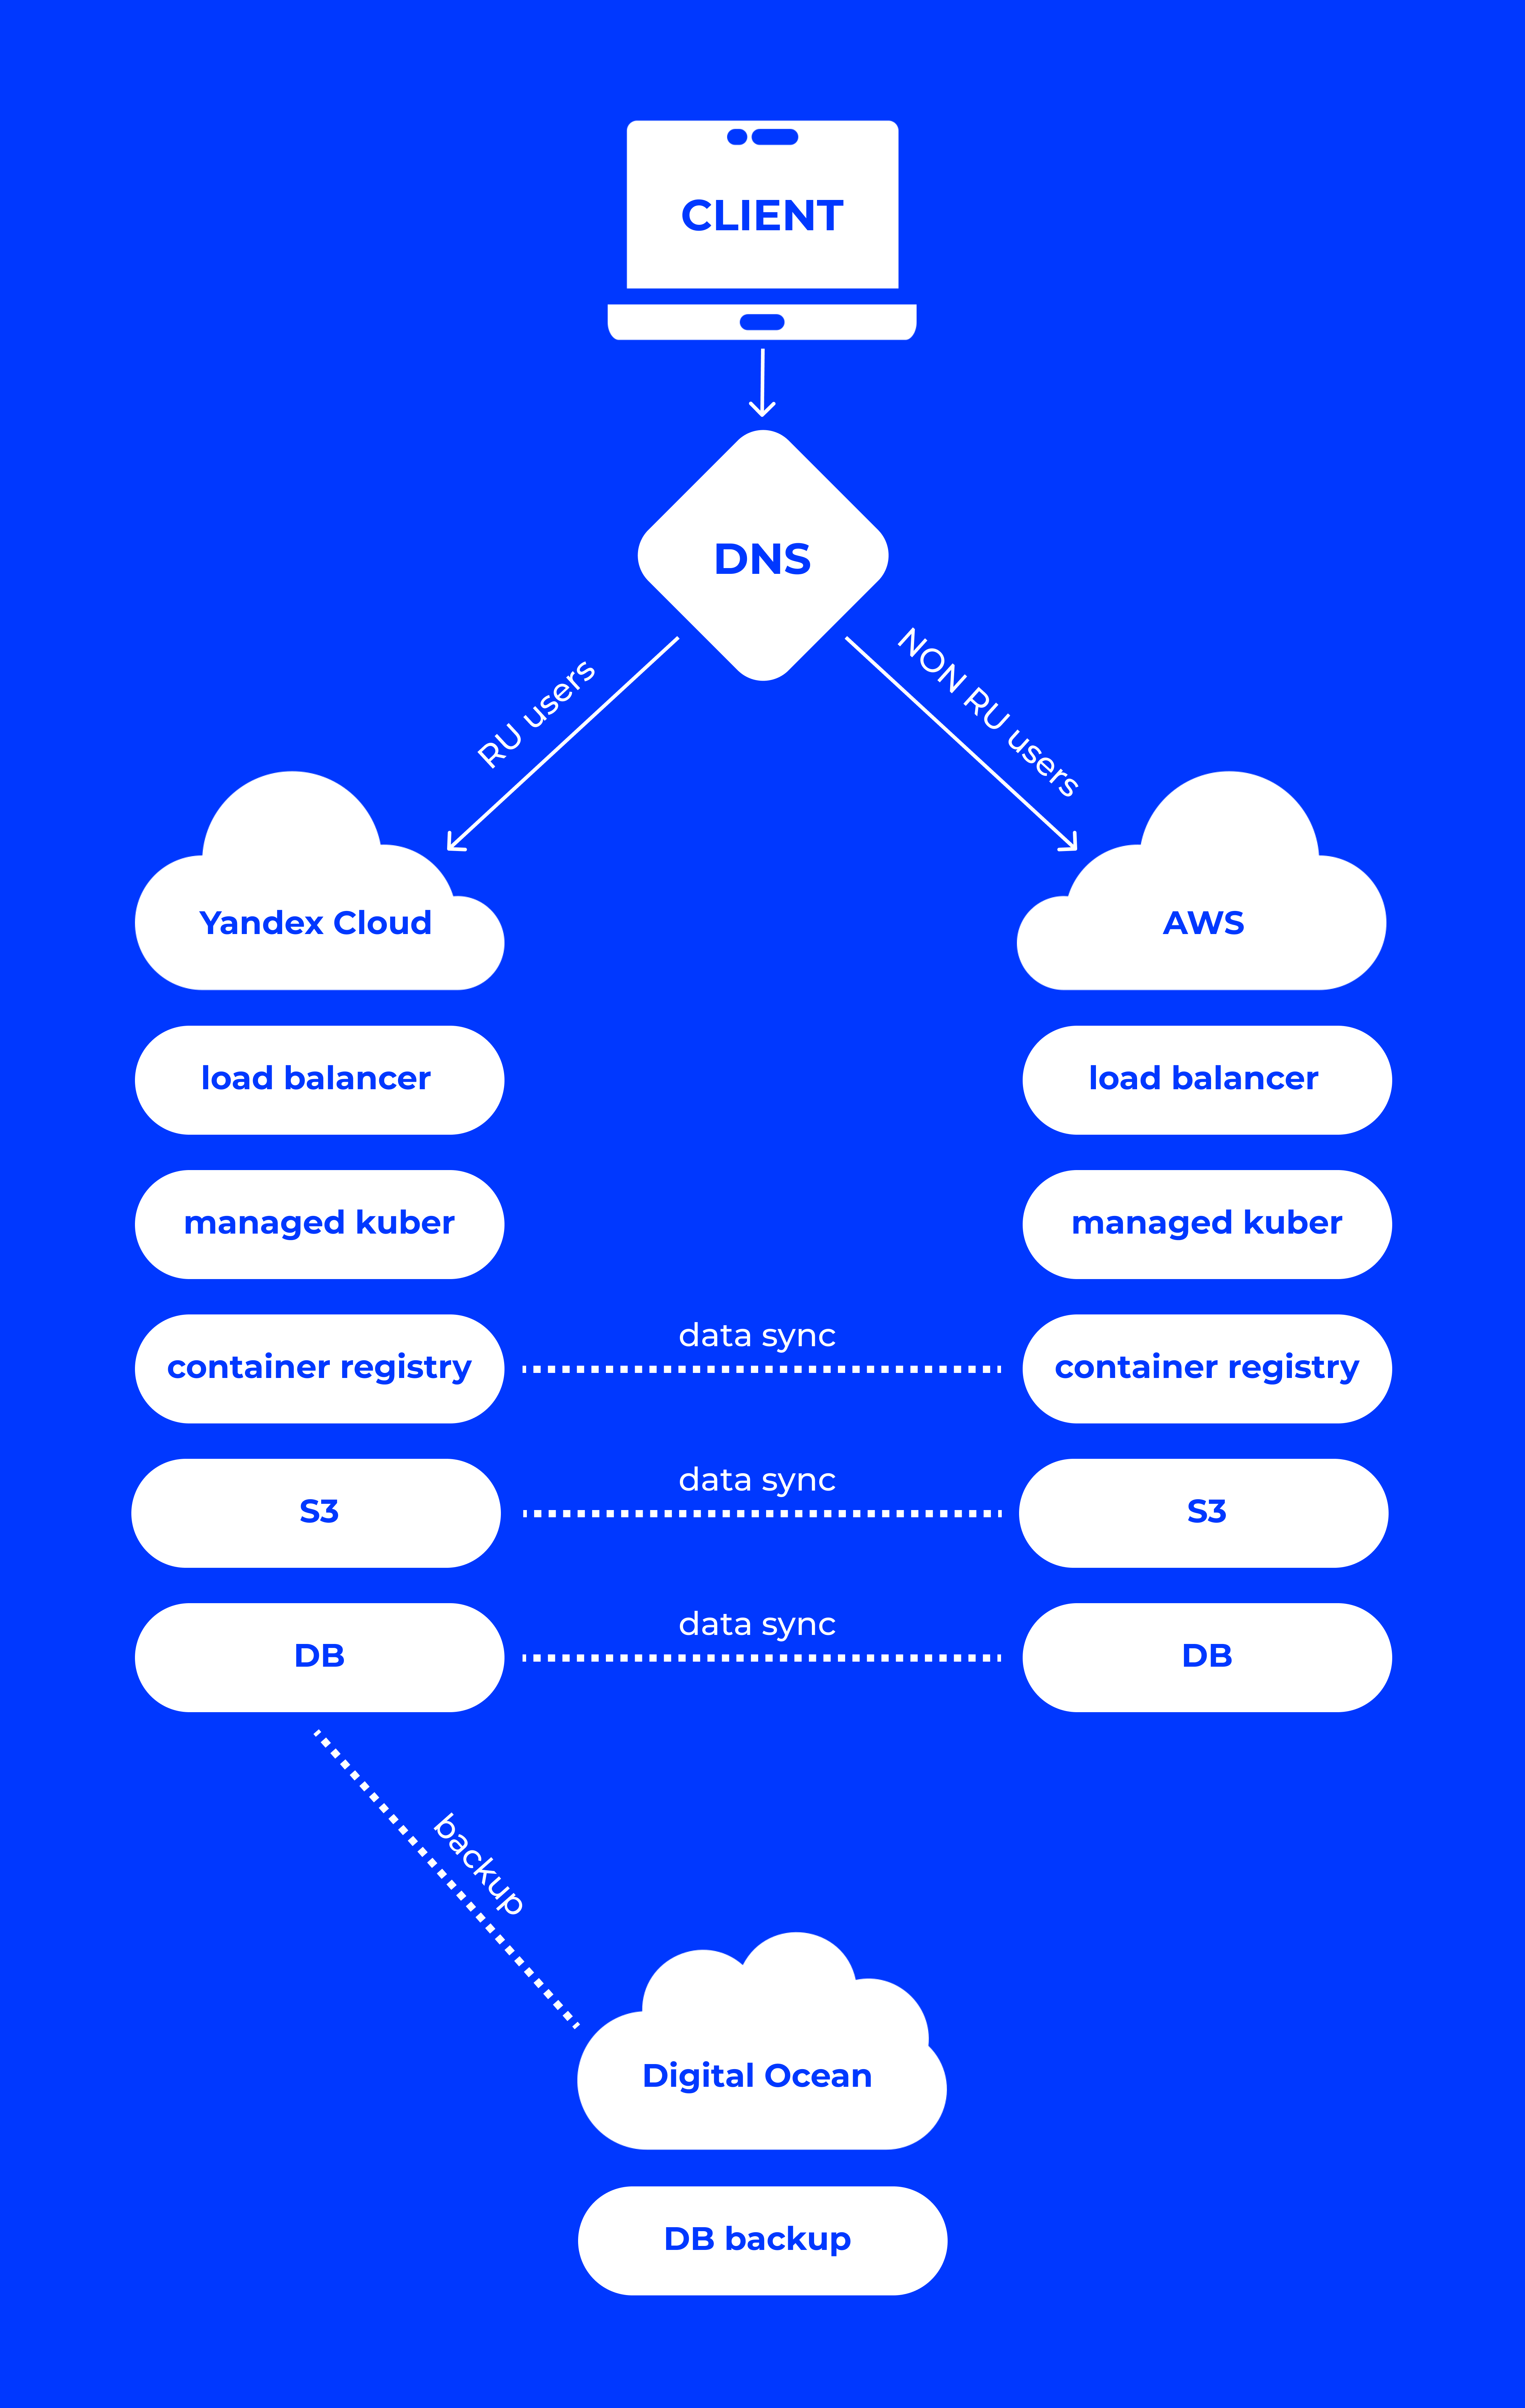 CLIENT
DNS
RU users
NON RU users
Yandex Cloud
AWS
load balancer
load balancer
managed kuber
managed kuber
container registry
data sync
container registry
S3
data sync
S3
DB
data sync
DB
backup
Digital Ocean
DB backup